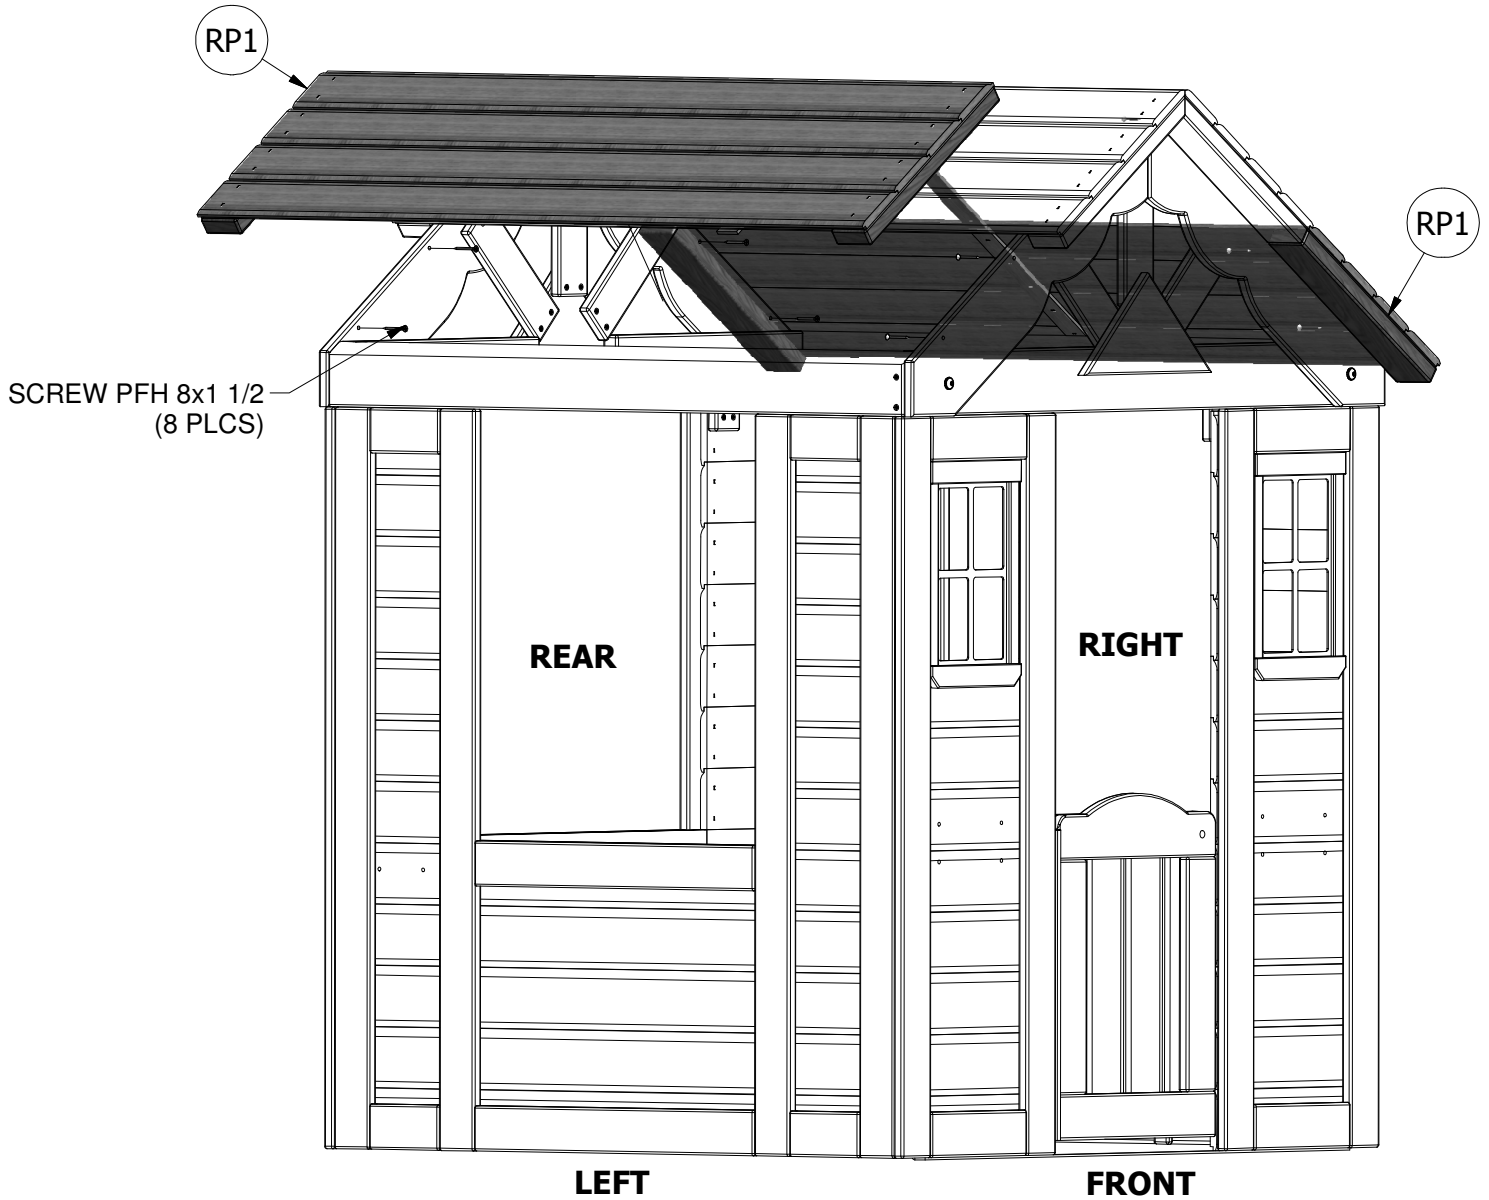 RP1
RP1
SCREW PFH 8x1 1/2
(8 PLCS)
REAR
RIGHT
LEFT
FRONT